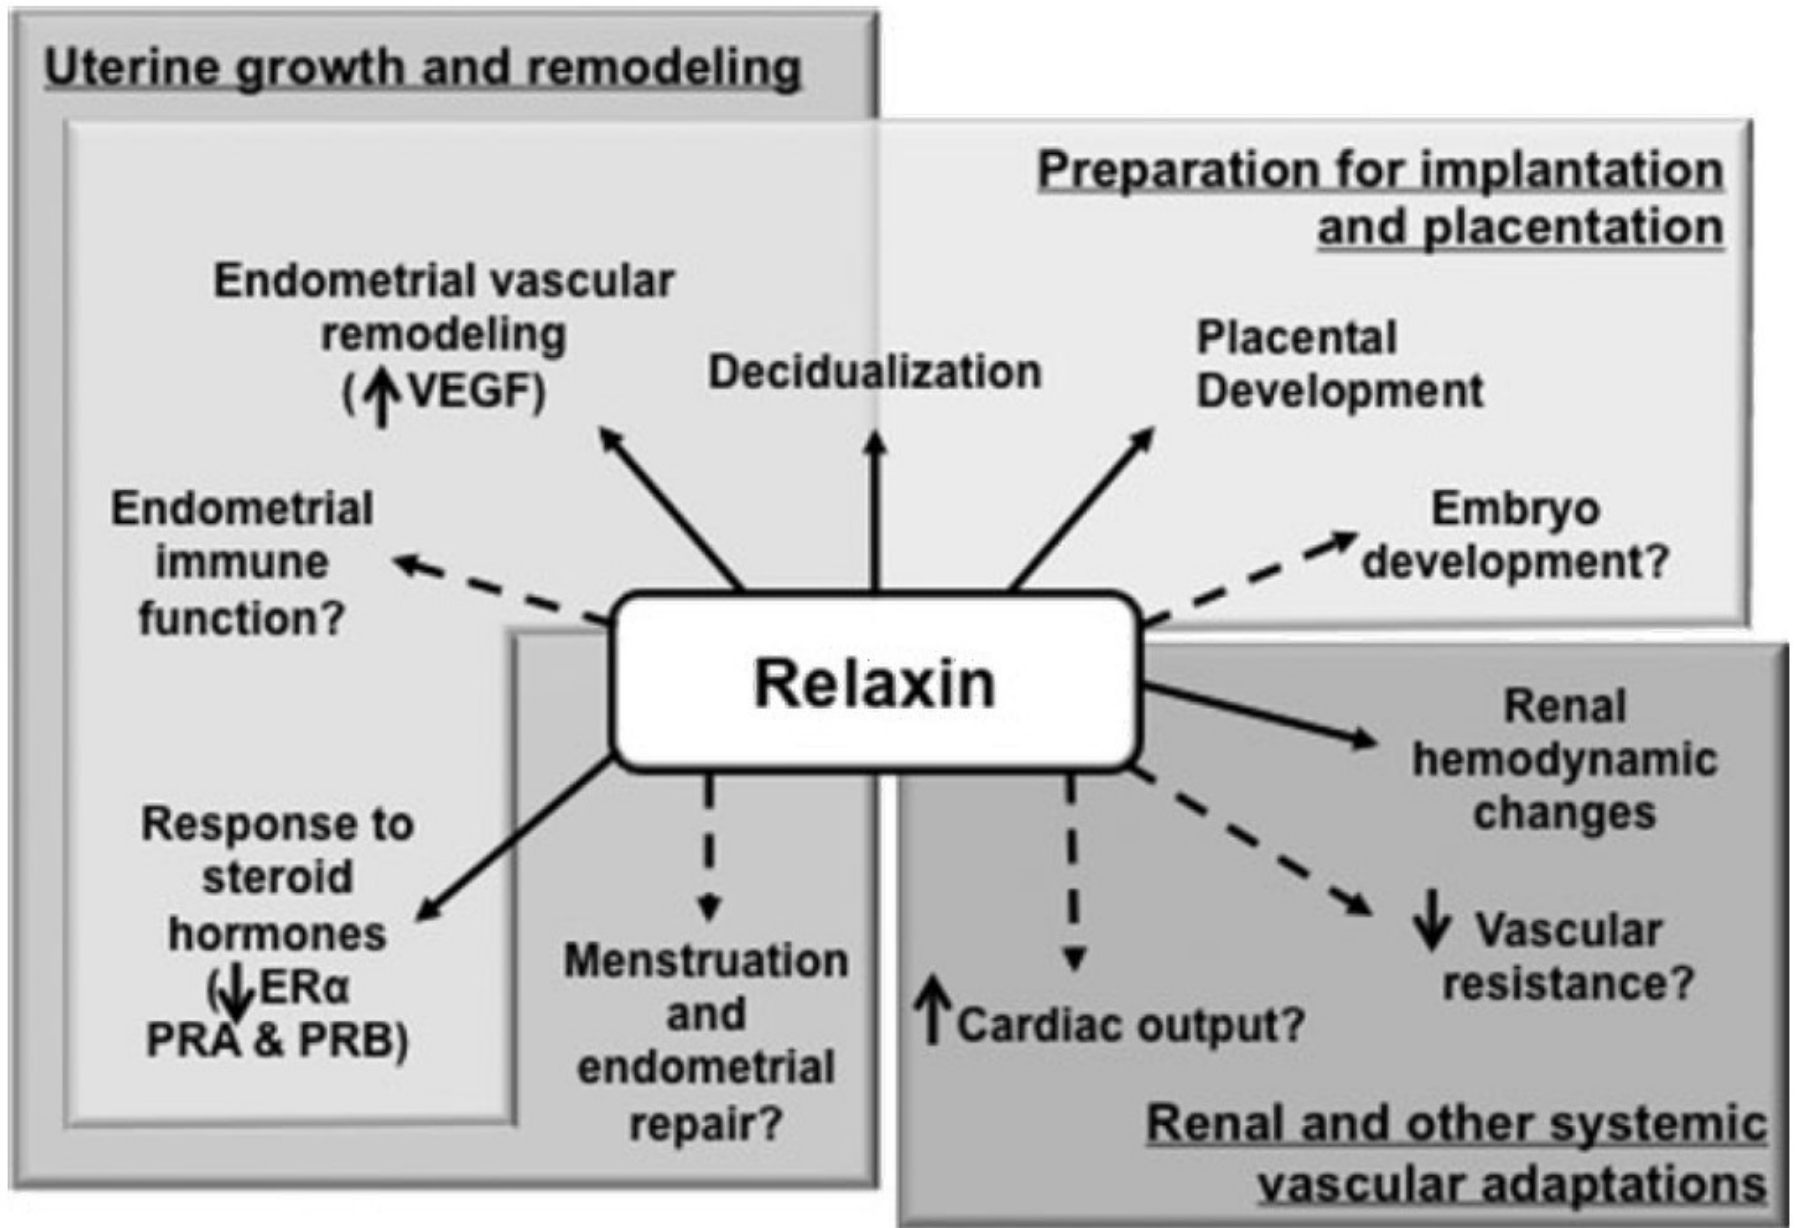 Uterine growth and remodeling
Preparation for implantation
and placentation
Endometrial vascular
remodeling
(↑VEGF)
Decidualization
Placental
Development
Endometrial
immune
function?
Embryo
development?
Relaxin
Renal
hemodynamic
changes
Response to
steroid
hormones
(↓ERα
PRA & PRB)
Menstruation
and
endometrial
repair?
↓ Vascular
resistance?
↑Cardiac output?
Renal and other systemic
vascular adaptations